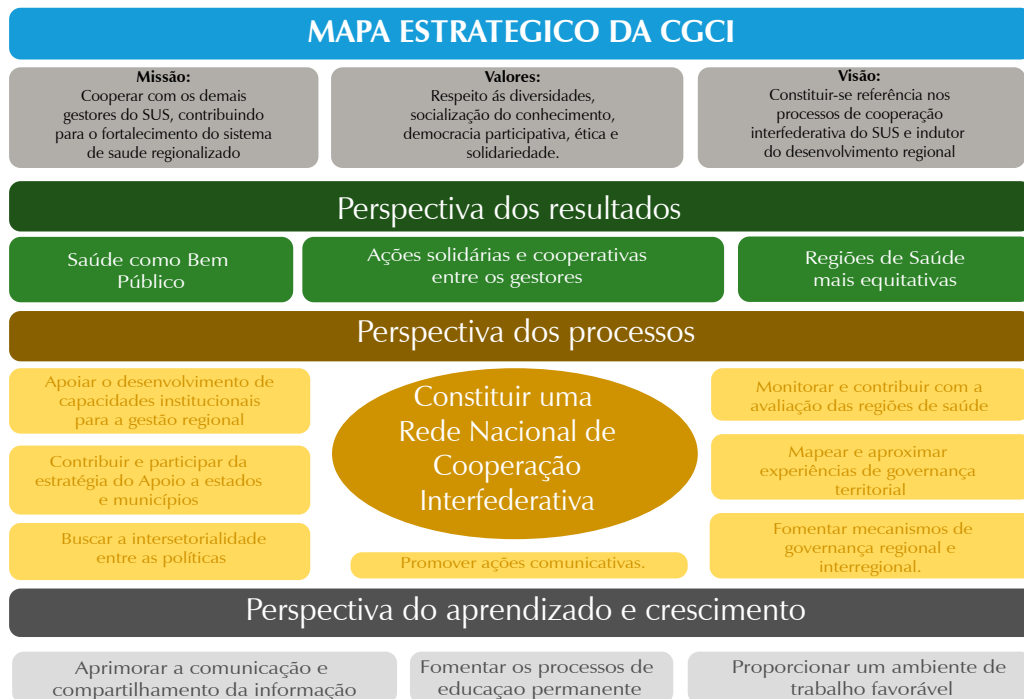 MAPA ESTRATEGICO DA CGCI
Missão:
Cooperar com os demais
gestores do SUS, contribuindo
para o fortalecimento do sistema
de saude regionalizado
Valores:
Respeito ás diversidades,
socialização do conhecimento,
democracia participativa, ética e
solidariedade.
Visão:
Constituir-se referência nos
processos de cooperação
interfederativa do SUS e indutor
do desenvolvimento regional
Perspectiva dos resultados
Saúde como Bem
Público
Ações solidárias e cooperativas
entre os gestores
Regiões de Saúde
mais equitativas
Perspectiva dos processos
Apoiar o desenvolvimento de
capacidades institucionais
para a gestão regional
Contribuir e participar da
estratégia do Apoio a estados
e municípios
Buscar a intersetorialidade
entre as políticas
Constituir uma
Rede Nacional de
Cooperação
Interfederativa
Promover ações comunicativas.
Monitorar e contribuir com a
avaliação das regiões de saúde
Mapear e aproximar
experiências de governança
territorial
Fomentar mecanismos de
governança regional e
interregional.
Perspectiva do aprendizado e crescimento
Aprimorar a comunicação e
compartilhamento da informação
Fomentar os processos de
educaçao permanente
Proporcionar um ambiente de
trabalho favorável